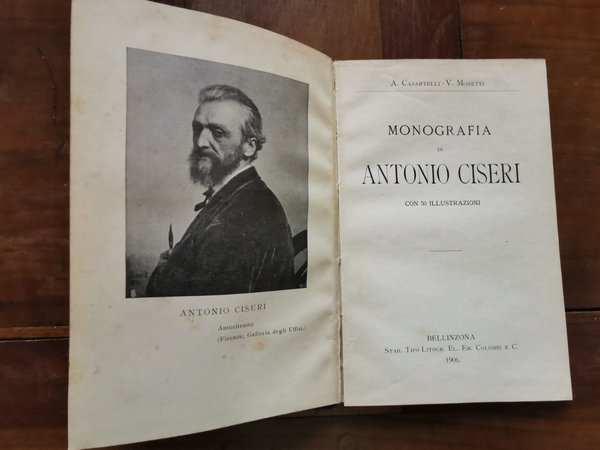 ANTONIO CISERI
Autoritratto
(Firenze, Galleria degli Uffizi.)
A. CASARTELLI - V. MONETTI
MONOGRAFIA
DI
ANTONIO CISERI
CON 50 ILLUSTRAZIONI
BELLINZONA
STAB. TIPO LITOGR. EL. EM. COLOMBI E C.
1906.